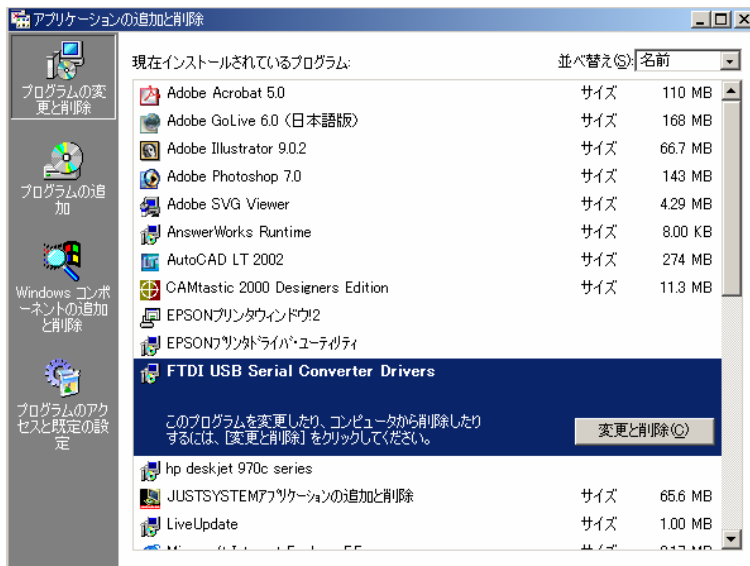 アプリケーションの追加と削除
プログラムの変
更と削除
プログラムの追
加
Windows コンポ
ーネントの追加
と削除
プログラムのアク
セスと既定の設
定
現在インストールされているプログラム:
並べ替え(S): 名前
Adobe Acrobat 5.0 サイズ 110 MB
Adobe GoLive 6.0 (日本語版) サイズ 168 MB
Adobe Illustrator 9.0.2 サイズ 66.7 MB
Adobe Photoshop 7.0 サイズ 143 MB
Adobe SVG Viewer サイズ 4.29 MB
AnswerWorks Runtime サイズ 8.00 KB
AutoCAD LT 2002 サイズ 274 MB
CAMtastic 2000 Designers Edition サイズ 11.3 MB
EPSONプリンタウィンドウ!2
EPSONプリンタドライバ・ユーティリティ
FTDI USB Serial Converter Drivers
このプログラムを変更したり、コンピュータから削除したり
するには、[変更と削除] をクリックしてください。
変更と削除(C)
hp deskjet 970c series
JUSTSYSTEMアプリケーションの追加と削除 サイズ 65.6 MB
LiveUpdate サイズ 1.00 MB